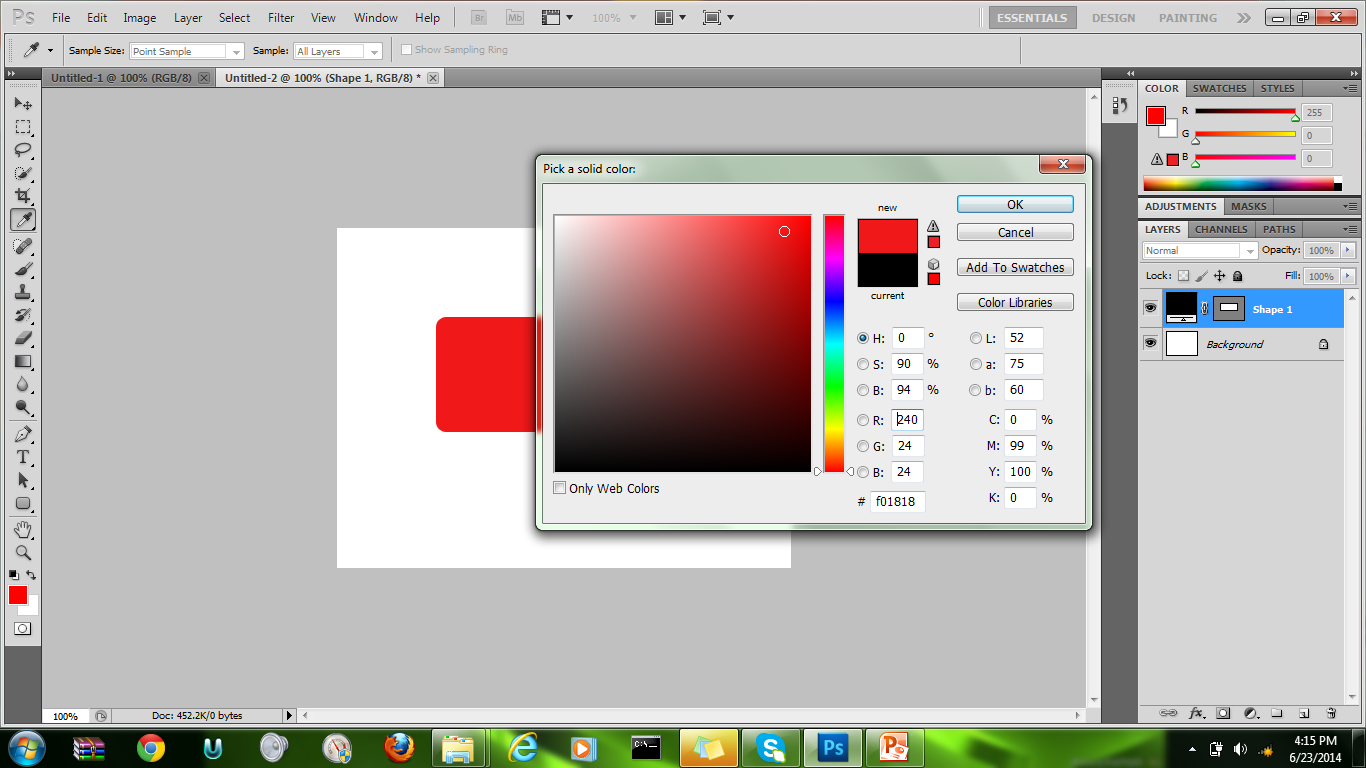 Ps File Edit Image Layer Select Filter View Window Help Br Mb 100% ESSENTIALS DESIGN PAINTING
Sample Size: Point Sample Sample: All Layers Show Sampling Ring
Untitled-1 @ 100% (RGB/8) Untitled-2 @ 100% (Shape 1, RGB/8) *
COLOR SWATCHES STYLES
R 255
G 0
B 0
ADJUSTMENTS MASKS
LAYERS CHANNELS PATHS
Normal Opacity: 100%
Lock: Fill: 100%
Shape 1
Background
Pick a solid color:
new
current
OK
Cancel
Add To Swatches
Color Libraries
H: 0 ° L: 52
S: 90 % a: 75
B: 94 % b: 60
R: 240 C: 0 %
G: 24 M: 99 %
B: 24 Y: 100 %
# f01818 K: 0 %
Only Web Colors
T
100% Doc: 452.2K/0 bytes
fx
C:\
Ps
4:15 PM
6/23/2014